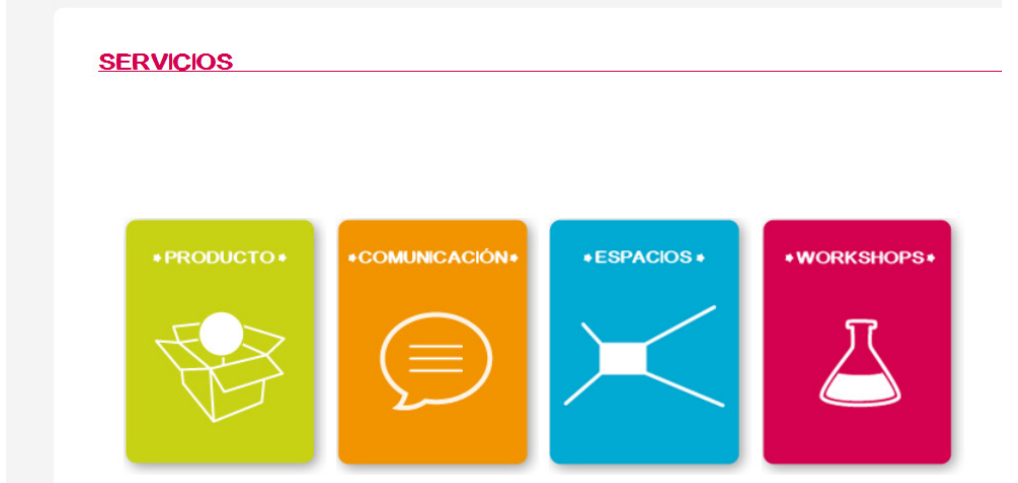 SERVICIOS
*PRODUCTO*
*COMUNICACIÓN*
*ESPACIOS*
*WORKSHOPS*